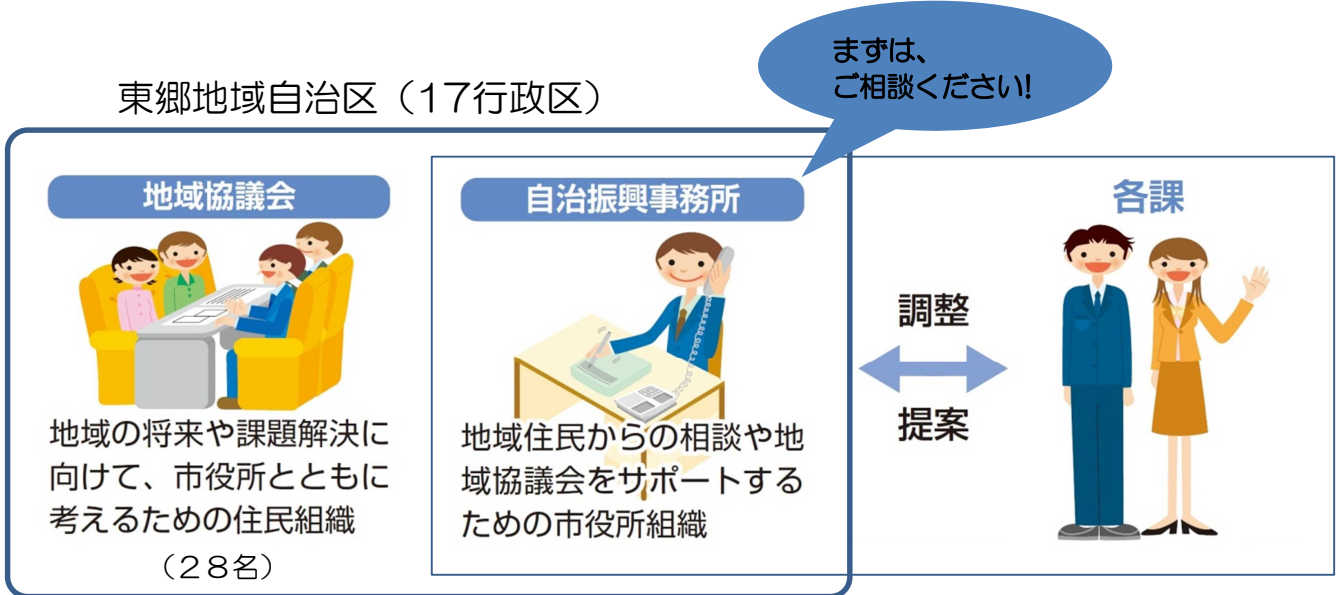 まずは、
ご相談ください!
東郷地域自治区（17行政区）
地域協議会
地域の将来や課題解決に
向けて、市役所とともに
考えるための住民組織
（２８名）
自治振興事務所
地域住民からの相談や地
域協議会をサポートする
ための市役所組織
調整
提案
各課